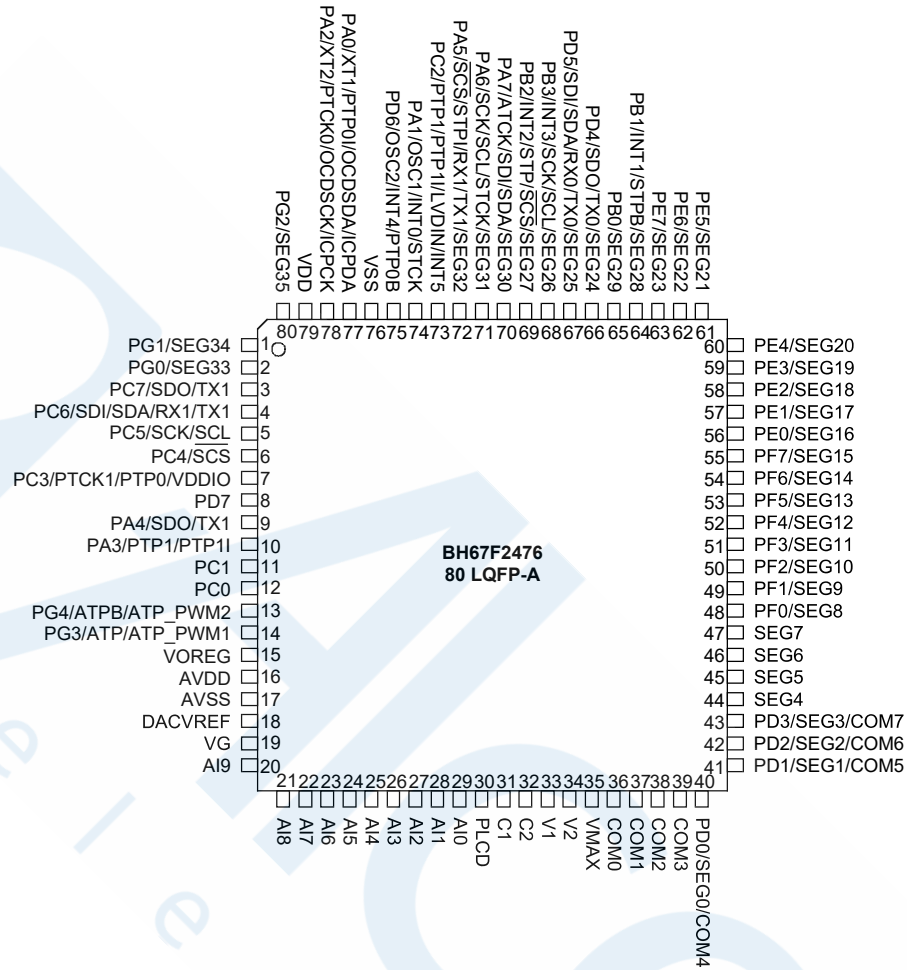 PG2/SEG35
VDD
PA2/XT2/PTCK0/OCDSCK/ICPCK
PA0/XT1/PTP0I/OCDSDA/ICPDA
VSS
PD6/OSC2/INT4/PTP0B
PA1/OSC1/INT0/STCK
PC2/PTP1/PTP1I/LVDIN/INT5
PA5/SCS/STPI/RX1/TX1/SEG32
PA6/SCK/SCL/STCK/SEG31
PA7/ATCK/SDI/SDA/SEG30
PB2/INT2/STP/SCS/SEG27
PB3/INT3/SCK/SCL/SEG26
PD5/SDI/SDA/RX0/TX0/SEG25
PD4/SDO/TX0/SEG24
PB0/SEG29
PB1/INT1/STPB/SEG28
PE7/SEG23
PE6/SEG22
PE5/SEG21
80 79 78 77 76 75 74 73 72 71 70 69 68 67 66 65 64 63 62 61
PG1/SEG34 1
PG0/SEG33 2
PC7/SDO/TX1 3
PC6/SDI/SDA/RX1/TX1 4
PC5/SCK/SCL 5
PC4/SCS 6
PC3/PTCK1/PTP0/VDDIO 7
PD7 8
PA4/SDO/TX1 9
PA3/PTP1/PTP1I 10
PC1 11
PC0 12
PG4/ATPB/ATP_PWM2 13
PG3/ATP/ATP_PWM1 14
VOREG 15
AVDD 16
AVSS 17
DACVREF 18
VG 19
AI9 20
BH67F2476
80 LQFP-A
60 PE4/SEG20
59 PE3/SEG19
58 PE2/SEG18
57 PE1/SEG17
56 PE0/SEG16
55 PF7/SEG15
54 PF6/SEG14
53 PF5/SEG13
52 PF4/SEG12
51 PF3/SEG11
50 PF2/SEG10
49 PF1/SEG9
48 PF0/SEG8
47 SEG7
46 SEG6
45 SEG5
44 SEG4
43 PD3/SEG3/COM7
42 PD2/SEG2/COM6
41 PD1/SEG1/COM5
21 22 23 24 25 26 27 28 29 30 31 32 33 34 35 36 37 38 39 40
AI8
AI7
AI6
AI5
AI4
AI3
AI2
AI1
AI0
PLCD
C1
C2
V1
V2
VMAX
COM0
COM1
COM2
COM3
PD0/SEG0/COM4